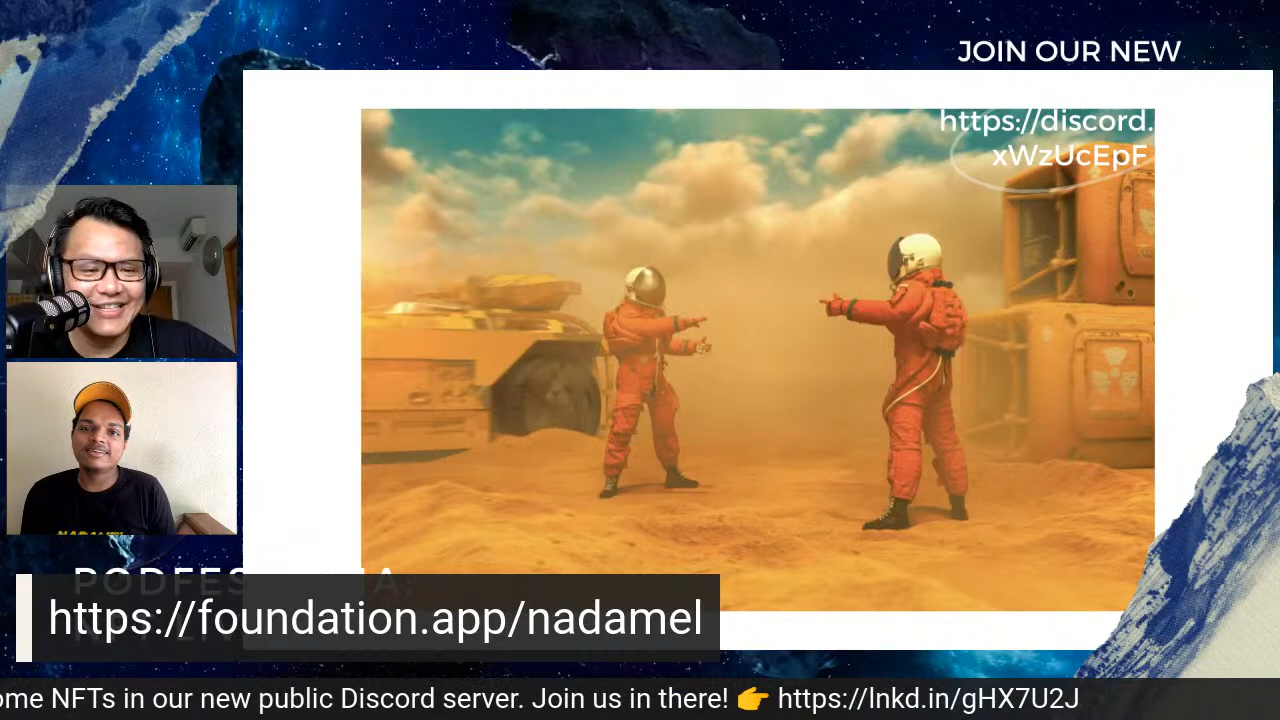 JOIN OUR NEW
https://discord.
xWzUcEpF
https://foundation.app/nadamel
ome NFTs in our new public Discord server. Join us in there! 👉 https://lnkd.in/gHX7U2J